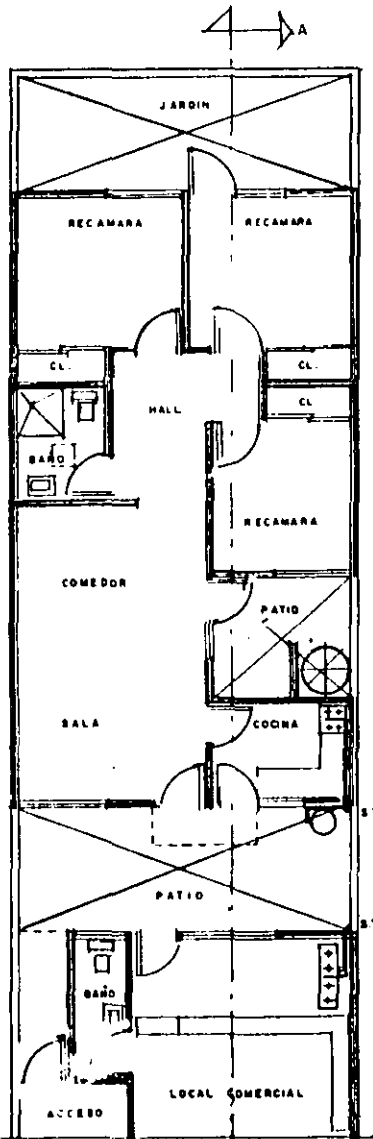 A
JARDIN
RECAMARA RECAMARA
CL. CL.
CL
HALL
BAÑO
RECAMARA
COMEDOR
PATIO
SALA COCINA
PATIO
BAÑO
LOCAL COMERCIAL
ACCESO